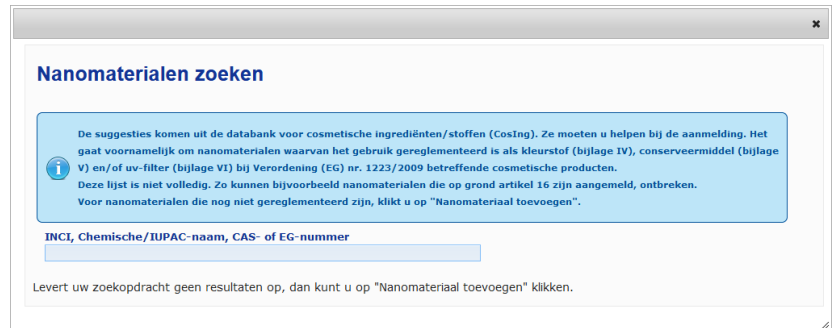 Nanomaterialen zoeken
De suggesties komen uit de databank voor cosmetische ingrediënten/stoffen (CosIng). Ze moeten u helpen bij de aanmelding. Het
gaat voornamelijk om nanomaterialen waarvan het gebruik gereglementeerd is als kleurstof (bijlage IV), conserveermiddel (bijlage
V) en/of uv-filter (bijlage VI) bij Verordening (EG) nr. 1223/2009 betreffende cosmetische producten.
Deze lijst is niet volledig. Zo kunnen bijvoorbeeld nanomaterialen die op grond artikel 16 zijn aangemeld, ontbreken.
Voor nanomaterialen die nog niet gereglementeerd zijn, klikt u op "Nanomateriaal toevoegen".
INCI, Chemische/IUPAC-naam, CAS- of EG-nummer
Levert uw zoekopdracht geen resultaten op, dan kunt u op "Nanomateriaal toevoegen" klikken.